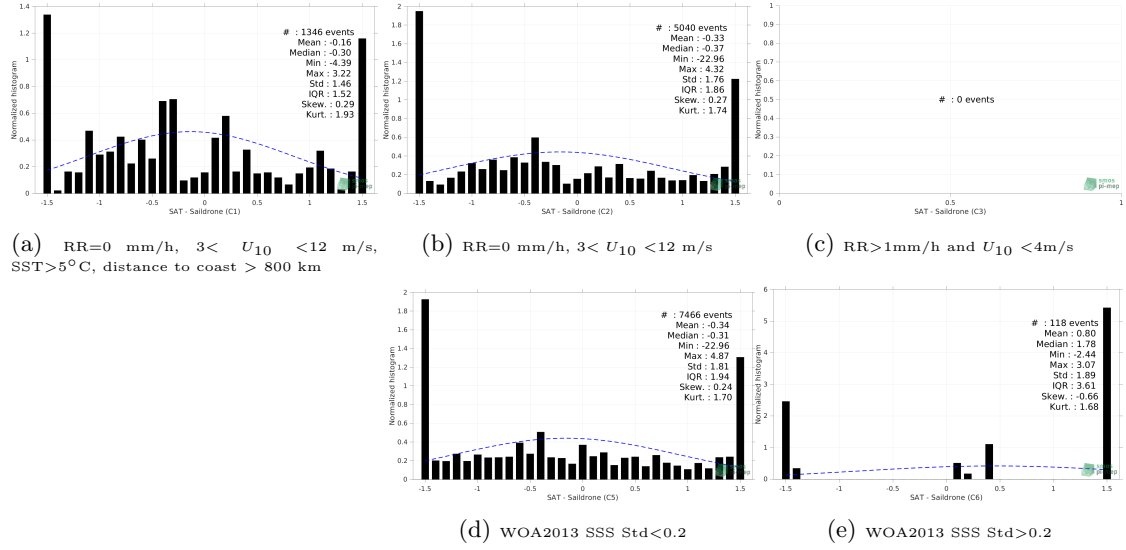 Normalized histogram
1.4
1.2
1
0.8
0.6
0.4
0.2
0
-1.5
-1
-0.5
0
0.5
1
1.5
SAT - Saildrone (C1)
# : 1346 events
Mean : -0.16
Median : -0.30
Min : -4.39
Max : 3.22
Std : 1.46
IQR : 1.52
Skew. : 0.29
Kurt. : 1.93
smos
pi-mep
(a) RR=0 mm/h, 3< U10 <12 m/s,
SST>5°C, distance to coast > 800 km
Normalized histogram
2
1.8
1.6
1.4
1.2
1
0.8
0.6
0.4
0.2
0
-1.5
-1
-0.5
0
0.5
1
1.5
SAT - Saildrone (C2)
# : 5040 events
Mean : -0.33
Median : -0.37
Min : -22.96
Max : 4.32
Std : 1.76
IQR : 1.86
Skew. : 0.27
Kurt. : 1.74
smos
pi-mep
(b) RR=0 mm/h, 3< U10 <12 m/s
Normalized histogram
1
0.9
0.8
0.7
0.6
0.5
0.4
0.3
0.2
0.1
0
0
0.5
1
SAT - Saildrone (C3)
# : 0 events
smos
pi-mep
(c) RR>1mm/h and U10 <4m/s
Normalized histogram
2
1.8
1.6
1.4
1.2
1
0.8
0.6
0.4
0.2
0
-1.5
-1
-0.5
0
0.5
1
1.5
SAT - Saildrone (C5)
# : 7466 events
Mean : -0.34
Median : -0.31
Min : -22.96
Max : 4.87
Std : 1.81
IQR : 1.94
Skew. : 0.24
Kurt. : 1.70
smos
pi-mep
(d) WOA2013 SSS Std<0.2
Normalized histogram
6
5
4
3
2
1
0
-1.5
-1
-0.5
0
0.5
1
1.5
SAT - Saildrone (C6)
# : 118 events
Mean : 0.80
Median : 1.78
Min : -2.44
Max : 3.07
Std : 1.89
IQR : 3.61
Skew. : -0.66
Kurt. : 1.68
smos
pi-mep
(e) WOA2013 SSS Std>0.2